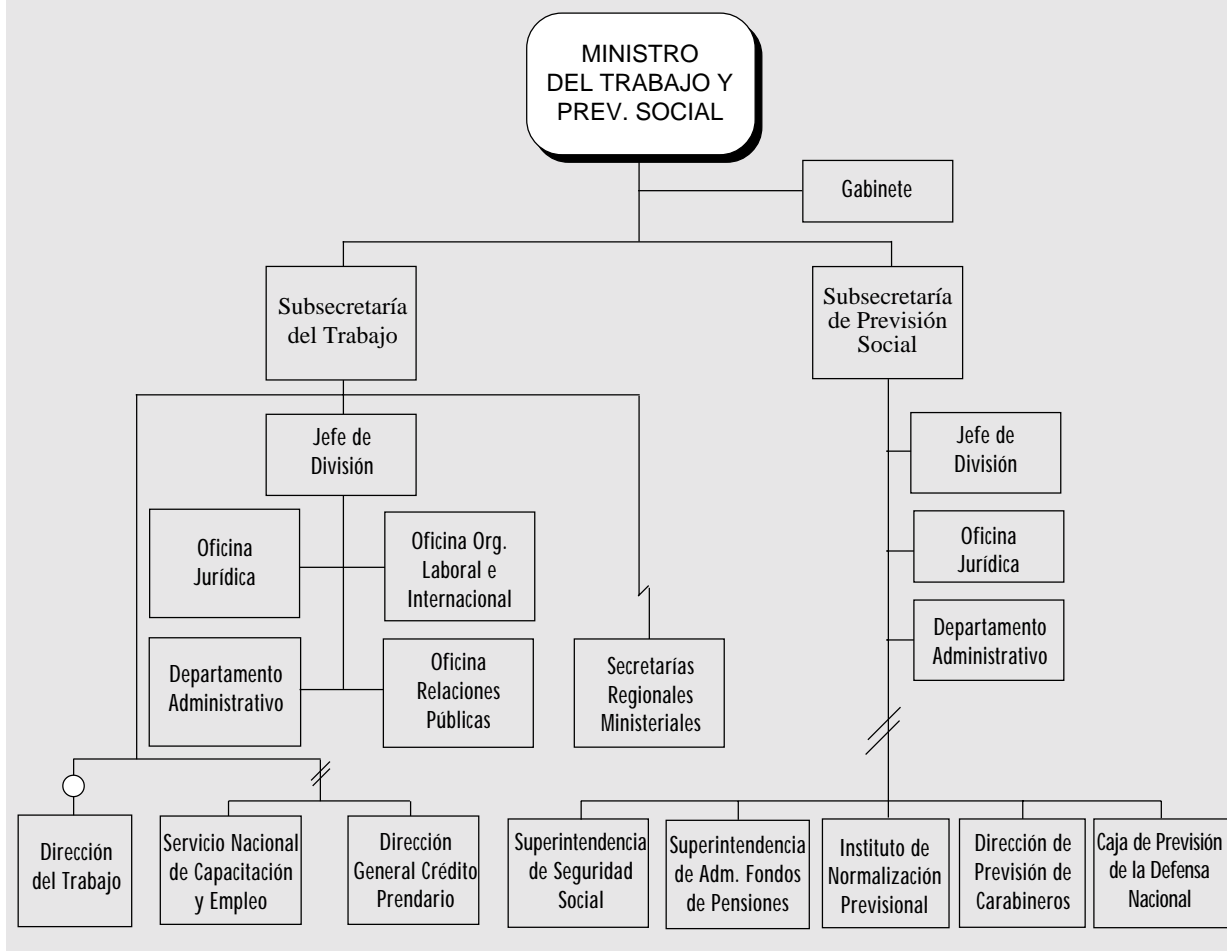 MINISTRO
DEL TRABAJO Y
PREV. SOCIAL
Gabinete
Subsecretaría
del Trabajo
Subsecretaría
de Previsión
Social
Jefe de
División
Oficina
Jurídica
Oficina Org.
Laboral e
Internacional
Departamento
Administrativo
Oficina
Relaciones
Públicas
Secretarías
Regionales
Ministeriales
Jefe de
División
Oficina
Jurídica
Departamento
Administrativo
Dirección
del Trabajo
Servicio Nacional
de Capacitación
y Empleo
Dirección
General Crédito
Prendario
Superintendencia
de Seguridad
Social
Superintendencia
de Adm. Fondos
de Pensiones
Instituto de
Normalización
Previsional
Dirección de
Previsión de
Carabineros
Caja de Previsión
de la Defensa
Nacional